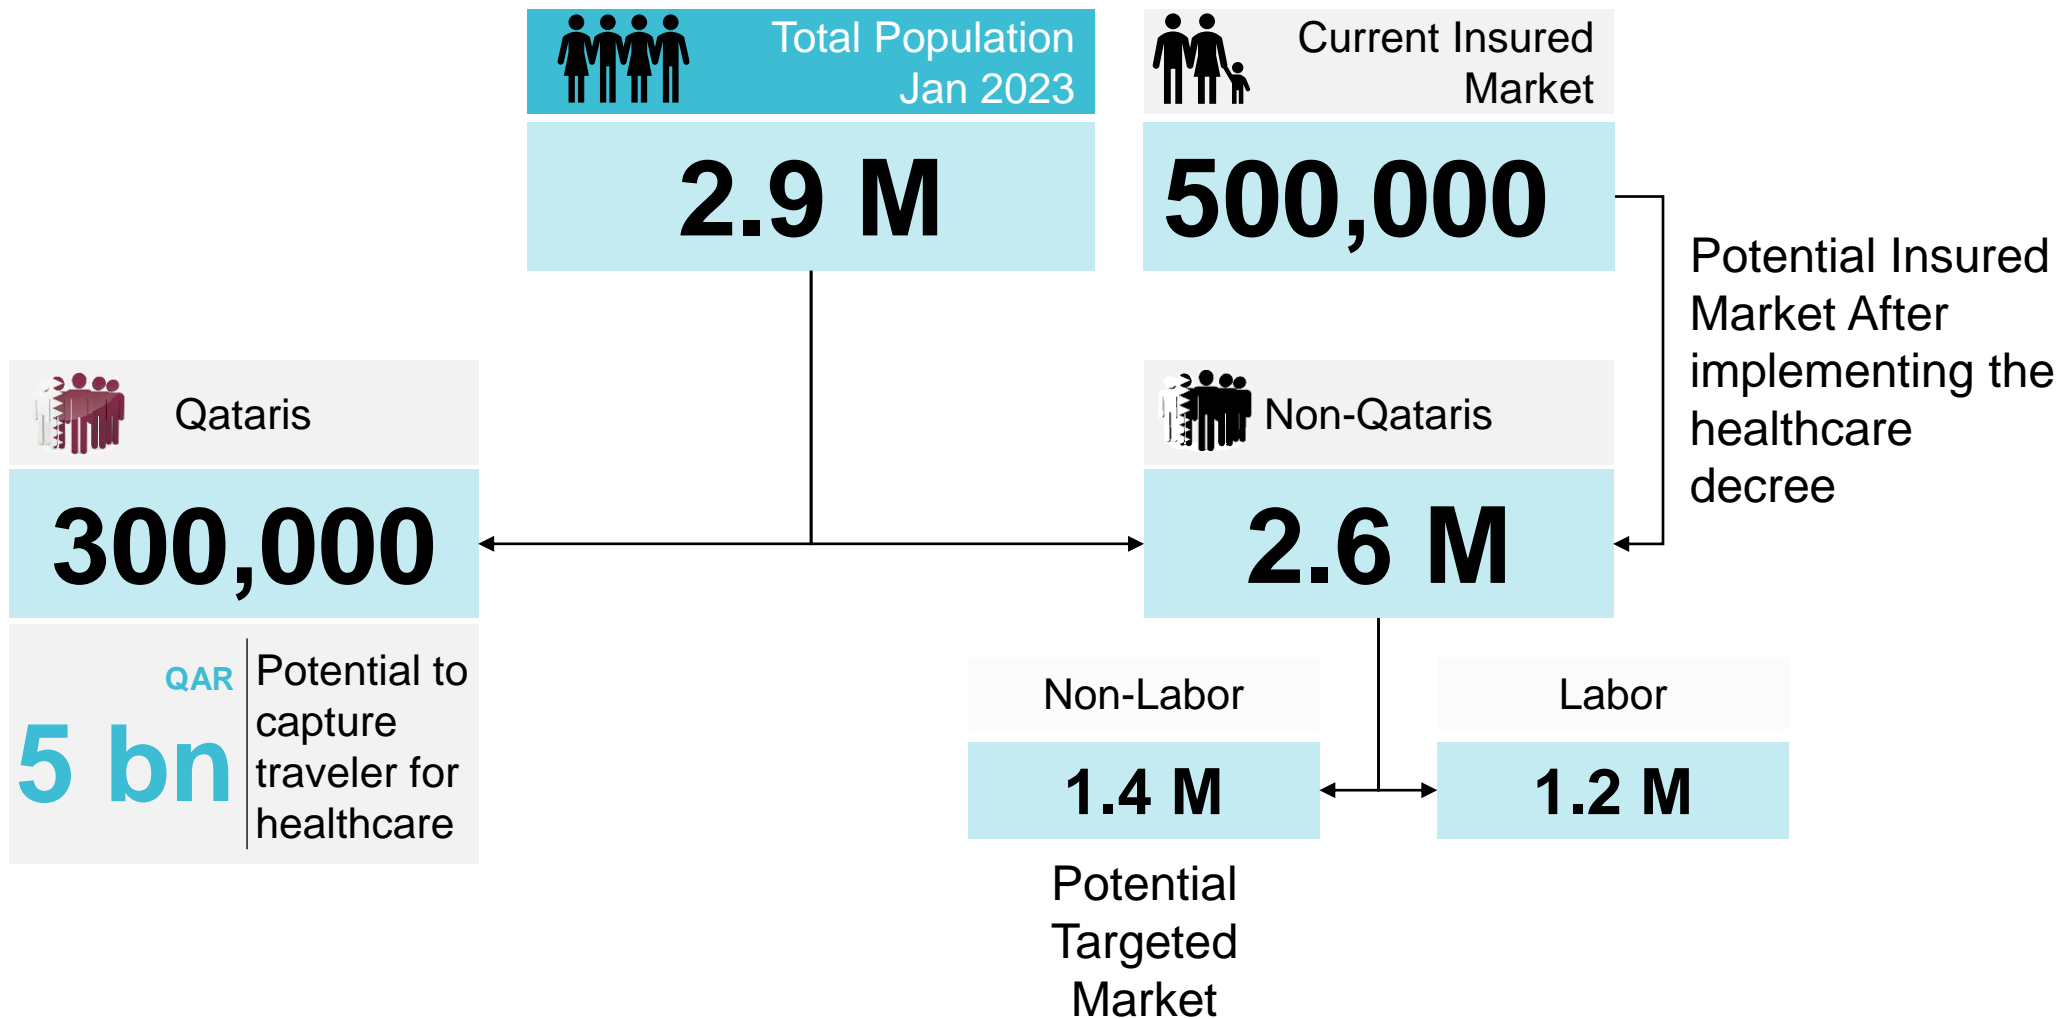 Total Population
Jan 2023
2.9 M
Current Insured
Market
500,000
Potential Insured
Market After
implementing the
healthcare
decree
Qataris
300,000
QAR
5 bn
Potential to
capture
traveler for
healthcare
Non-Qataris
2.6 M
Non-Labor
1.4 M
Potential
Targeted
Market
Labor
1.2 M